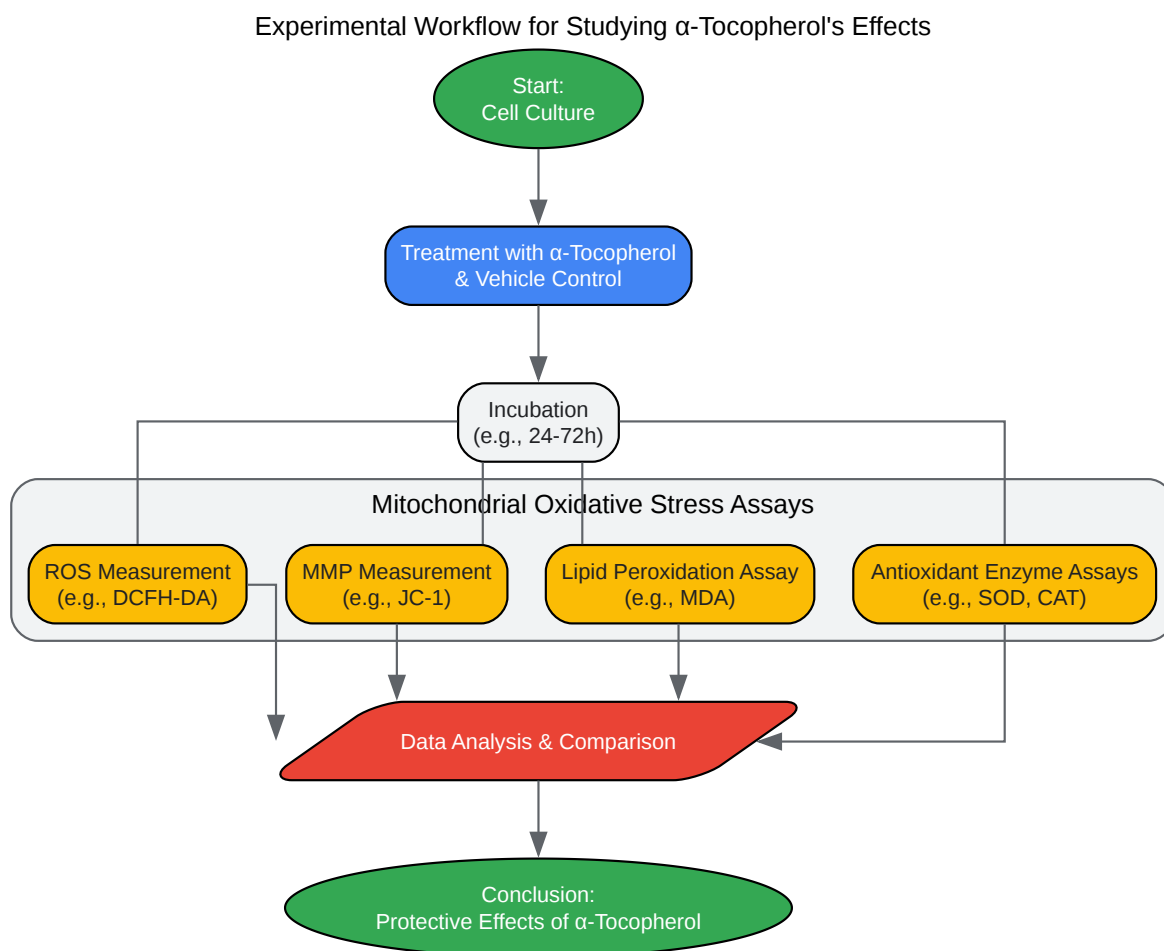 Experimental Workflow for Studying α-Tocopherol's Effects
Start:
Cell Culture
Treatment with α-Tocopherol
& Vehicle Control
Incubation
(e.g., 24-72h)
Mitochondrial Oxidative Stress Assays
ROS Measurement
(e.g., DCFH-DA)
MMP Measurement
(e.g., JC-1)
Lipid Peroxidation Assay
(e.g., MDA)
Antioxidant Enzyme Assays
(e.g., SOD, CAT)
Data Analysis & Comparison
Conclusion:
Protective Effects of α-Tocopherol